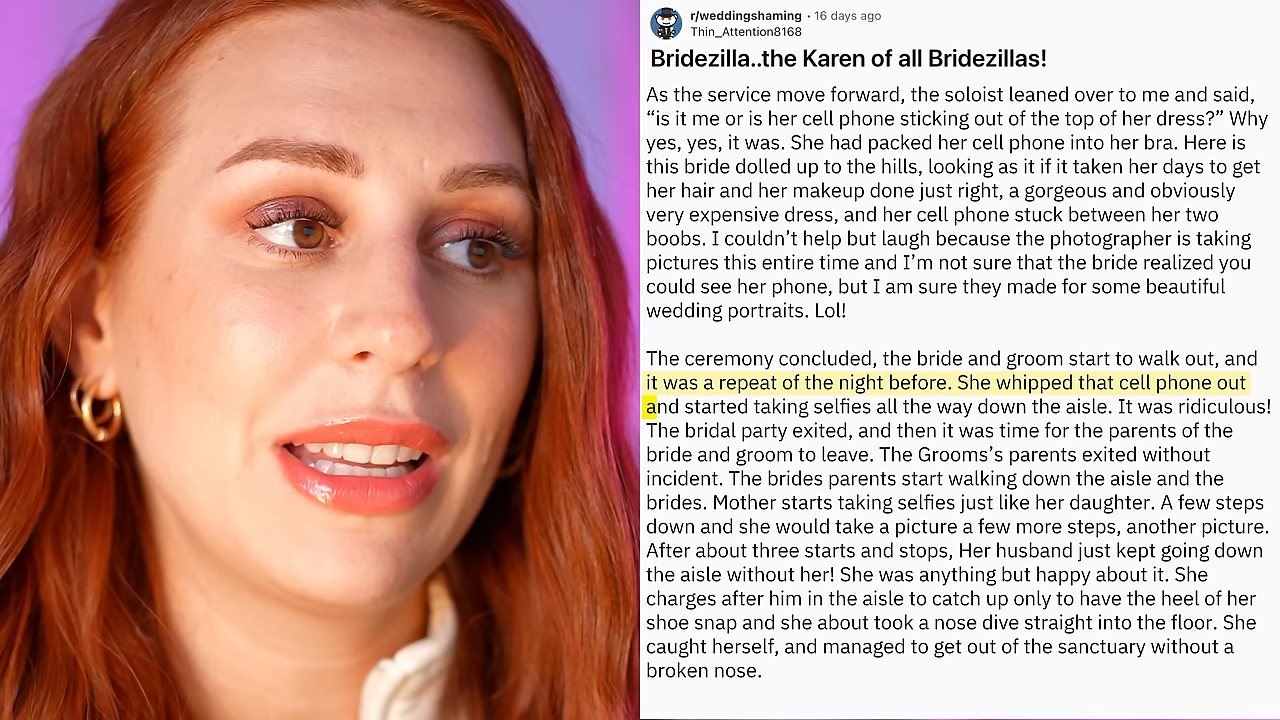 r/weddingshaming · 16 days ago
Thin_Attention8168
Bridezilla..the Karen of all Bridezillas!
As the service move forward, the soloist leaned over to me and said,
“is it me or is her cell phone sticking out of the top of her dress?” Why
yes, yes, it was. She had packed her cell phone into her bra. Here is
this bride dolled up to the hills, looking as it if it taken her days to get
her hair and her makeup done just right, a gorgeous and obviously
very expensive dress, and her cell phone stuck between her two
boobs. I couldn’t help but laugh because the photographer is taking
pictures this entire time and I’m not sure that the bride realized you
could see her phone, but I am sure they made for some beautiful
wedding portraits. Lol!
The ceremony concluded, the bride and groom start to walk out, and
it was a repeat of the night before. She whipped that cell phone out
and started taking selfies all the way down the aisle. It was ridiculous!
The bridal party exited, and then it was time for the parents of the
bride and groom to leave. The Grooms’s parents exited without
incident. The brides parents start walking down the aisle and the
brides. Mother starts taking selfies just like her daughter. A few steps
down and she would take a picture a few more steps, another picture.
After about three starts and stops, Her husband just kept going down
the aisle without her! She was anything but happy about it. She
charges after him in the aisle to catch up only to have the heel of her
shoe snap and she about took a nose dive straight into the floor. She
caught herself, and managed to get out of the sanctuary without a
broken nose.